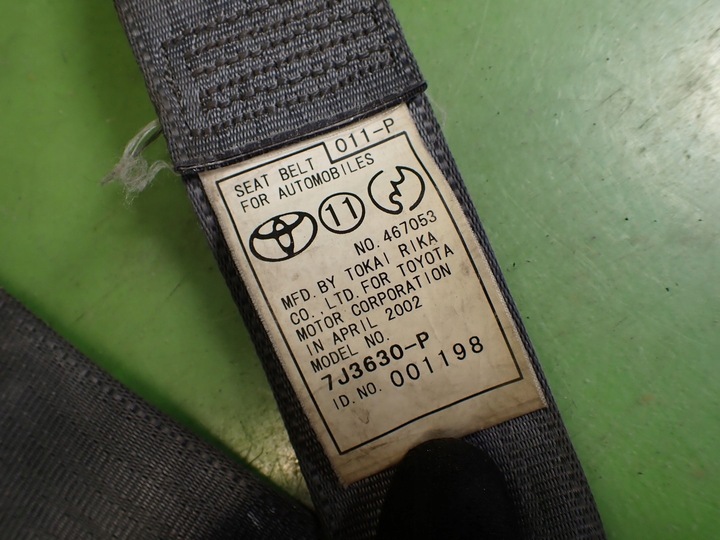 SEAT BELT 011-P
FOR AUTOMOBILES
11
NO. 467053
MFD. BY TOKAI RIKA
CO., LTD. FOR TOYOTA
MOTOR CORPORATION
IN APRIL 2002
MODEL NO.
7J3630-P
ID. NO. 001198